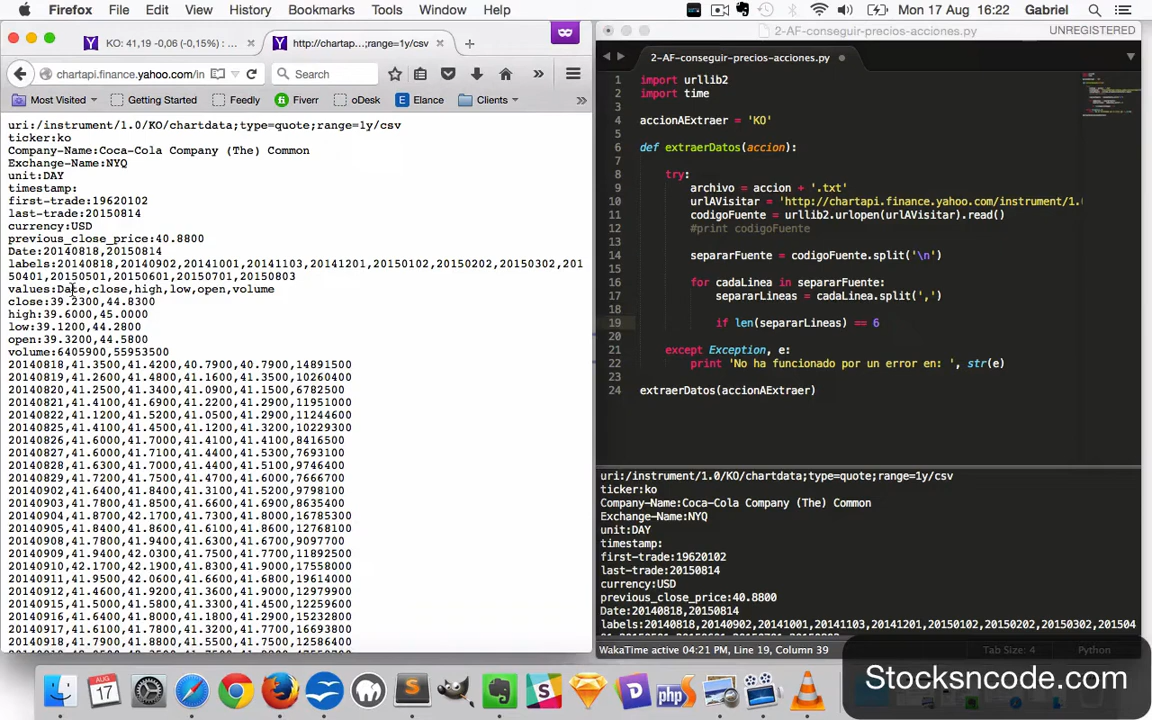 Firefox File Edit View History Bookmarks Tools Window Help Mon 17 Aug 16:22 Gabriel
KO: 41,19 -0,06 (-0,15%) : ...
http://chartap...;range=1y/csv
chartapi.finance.yahoo.com/in
Search
Most Visited Getting Started Feedly Fiverr oDesk Elance Clients
uri:/instrument/1.0/KO/chartdata;type=quote;range=1y/csv
ticker:ko
Company-Name:Coca-Cola Company (The) Common
Exchange-Name:NYQ
unit:DAY
timestamp:
first-trade:19620102
last-trade:20150814
currency:USD
previous_close_price:40.8800
Date:20140818,20150814
labels:20140818,20140902,20141001,20141103,20141201,20150102,20150202,20150302,201
50401,20150501,20150601,20150701,20150803
values:Date,close,high,low,open,volume
close:39.2300,44.8300
high:39.6000,45.0000
low:39.1200,44.2800
open:39.3200,44.5800
volume:6405900,55953500
20140818,41.3500,41.4200,40.7900,40.7900,14891500
20140819,41.2600,41.4800,41.1600,41.3500,10260400
20140820,41.2500,41.3400,41.0900,41.1500,6782500
20140821,41.4100,41.6900,41.2200,41.2900,11951000
20140822,41.1200,41.5200,41.0500,41.2900,11244600
20140825,41.4100,41.4500,41.1200,41.3200,10229300
20140826,41.6000,41.7000,41.4100,41.4100,8416500
20140827,41.6300,41.7100,41.4400,41.5300,7693100
20140828,41.6300,41.7000,41.4400,41.5100,9746400
20140829,41.7200,41.7500,41.4700,41.6100,7666700
20140902,41.6400,41.8400,41.3100,41.5200,9798100
20140903,41.7800,41.8500,41.6600,41.6900,8635400
20140904,41.8700,42.1700,41.7300,41.8000,16785300
20140905,41.8400,41.8600,41.6100,41.8600,12768100
20140908,41.6900,41.9000,41.6600,41.6700,9097700
20140909,41.9400,42.0300,41.7500,41.7700,11892500
20140910,42.1700,42.1900,41.8300,41.9000,17558000
20140911,41.9500,42.0600,41.6600,41.6800,19614000
20140912,41.4600,41.9200,41.3600,41.9000,12979900
20140915,41.5000,41.5800,41.3300,41.4500,12259600
20140916,41.6400,41.8000,41.1800,41.2900,15232800
20140917,41.6100,41.7800,41.3200,41.7500,16693800
20140918,41.7900,41.8800,41.5500,41.7500,12586400
2-AF-conseguir-precios-acciones.py UNREGISTERED
2-AF-conseguir-precios-acciones.py
1 import urllib2
2 import time
3
4 accionAExtraer = 'KO'
5
6 def extraerDatos(accion):
7
8 try:
9 archivo = accion + '.txt'
10 urlAVisitar = 'http://chartapi.finance.yahoo.com/instrument/1.
11 codigoFuente = urllib2.urlopen(urlAVisitar).read()
12 #print codigoFuente
13
14 separarFuente = codigoFuente.split('\n')
15
16 for cadaLinea in separarFuente:
17 separarLineas = cadaLinea.split(',')
18
19 if len(separarLineas) == 6
20
21 except Exception, e:
22 print 'No ha funcionado por un error en: ', str(e)
23
24 extraerDatos(accionAExtraer)
uri:/instrument/1.0/KO/chartdata;type=quote;range=1y/csv
ticker:ko
Company-Name:Coca-Cola Company (The) Common
Exchange-Name:NYQ
unit:DAY
timestamp:
first-trade:19620102
last-trade:20150814
currency:USD
previous_close_price:40.8800
Date:20140818,20150814
labels:20140818,20140902,20141001,20141103,20141201,20150102,20150202,20150302,201504
WakaTime active 04:21 PM, Line 19, Column 39 Tab Size: 4 Python
Stocksncode.com